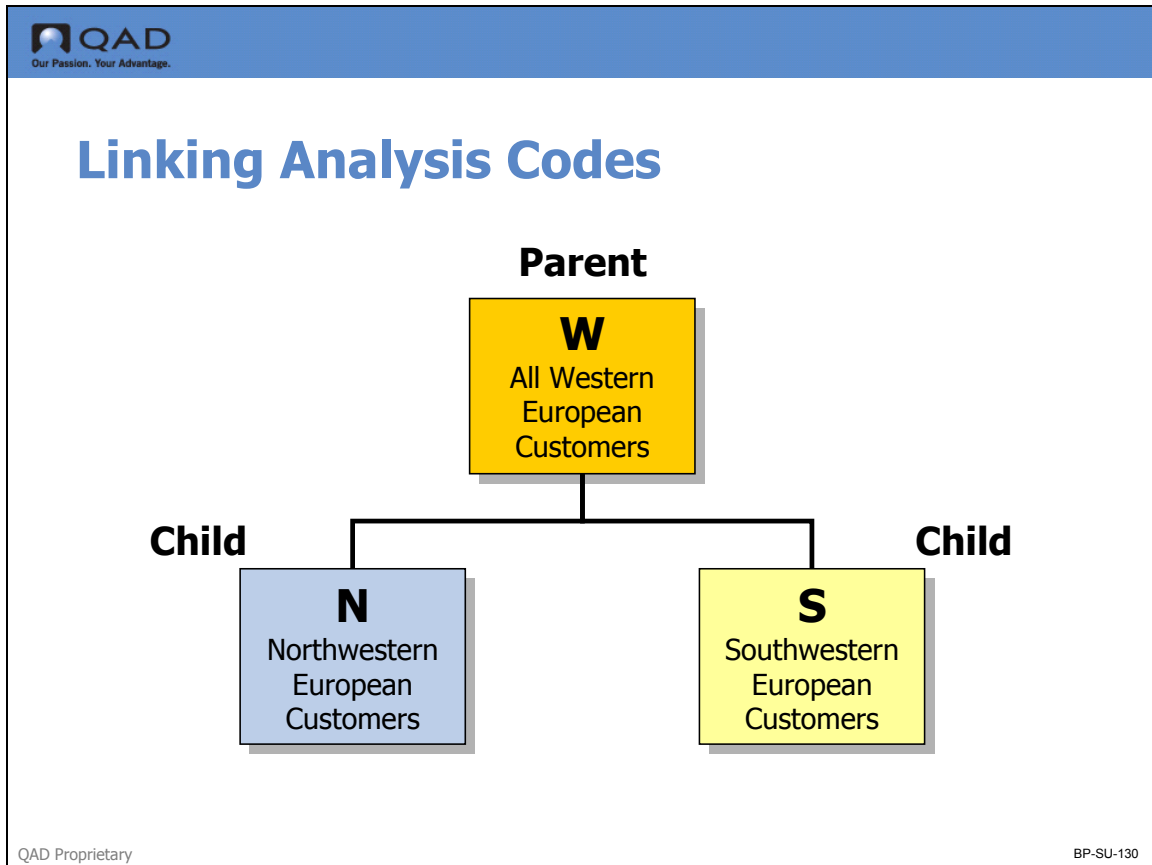 QAD
Our Passion. Your Advantage.
Linking Analysis Codes
Parent
W
All Western
European
Customers
Child
Child
N
Northwestern
European
Customers
S
Southwestern
European
Customers
QAD Proprietary
BP-SU-130